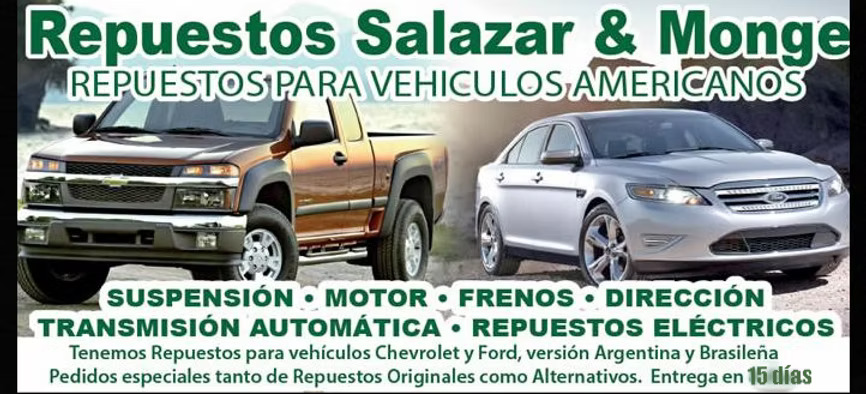 Repuestos Salazar & Monge
REPUESTOS PARA VEHICULOS AMERICANOS
SUSPENSIÓN • MOTOR • FRENOS • DIRECCIÓN
TRANSMISIÓN AUTOMÁTICA • REPUESTOS ELÉCTRICOS
Tenemos Repuestos para vehículos Chevrolet y Ford, versión Argentina y Brasileña
Pedidos especiales tanto de Repuestos Originales como Alternativos. Entrega en 15 días